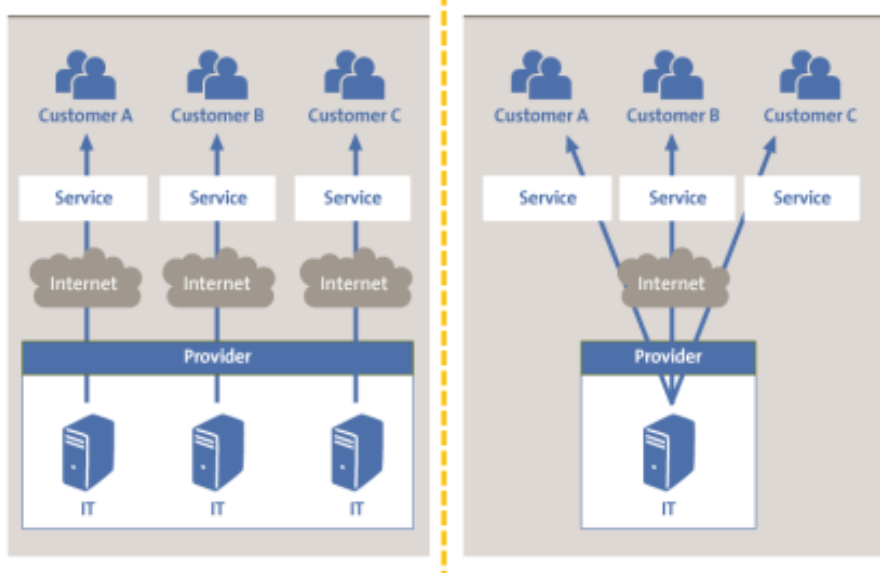 Customer A Customer B Customer C
Service Service Service
Internet Internet Internet
Provider
IT IT IT
Customer A Customer B Customer C
Service Service Service
Internet
Provider
IT